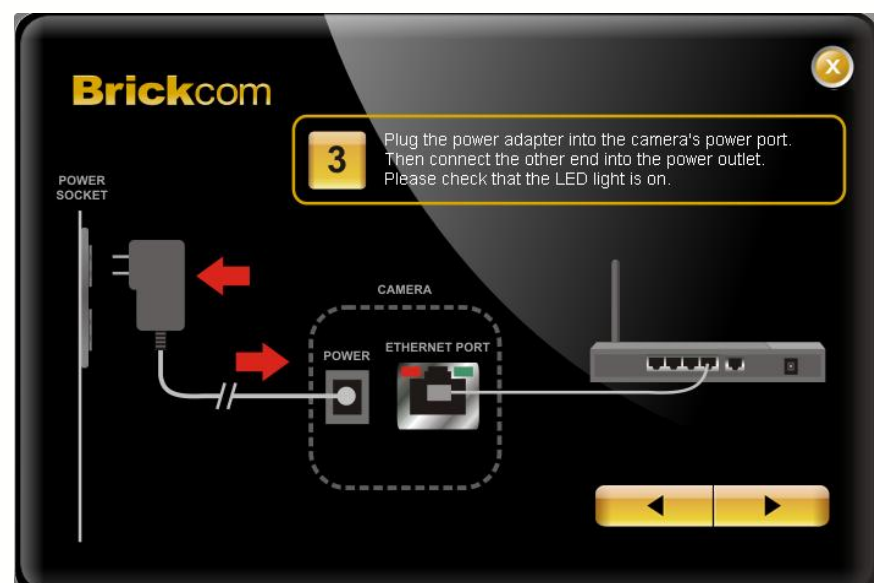 Brickcom
X
3
Plug the power adapter into the camera's power port.
Then connect the other end into the power outlet.
Please check that the LED light is on.
POWER
SOCKET
CAMERA
POWER
ETHERNET PORT